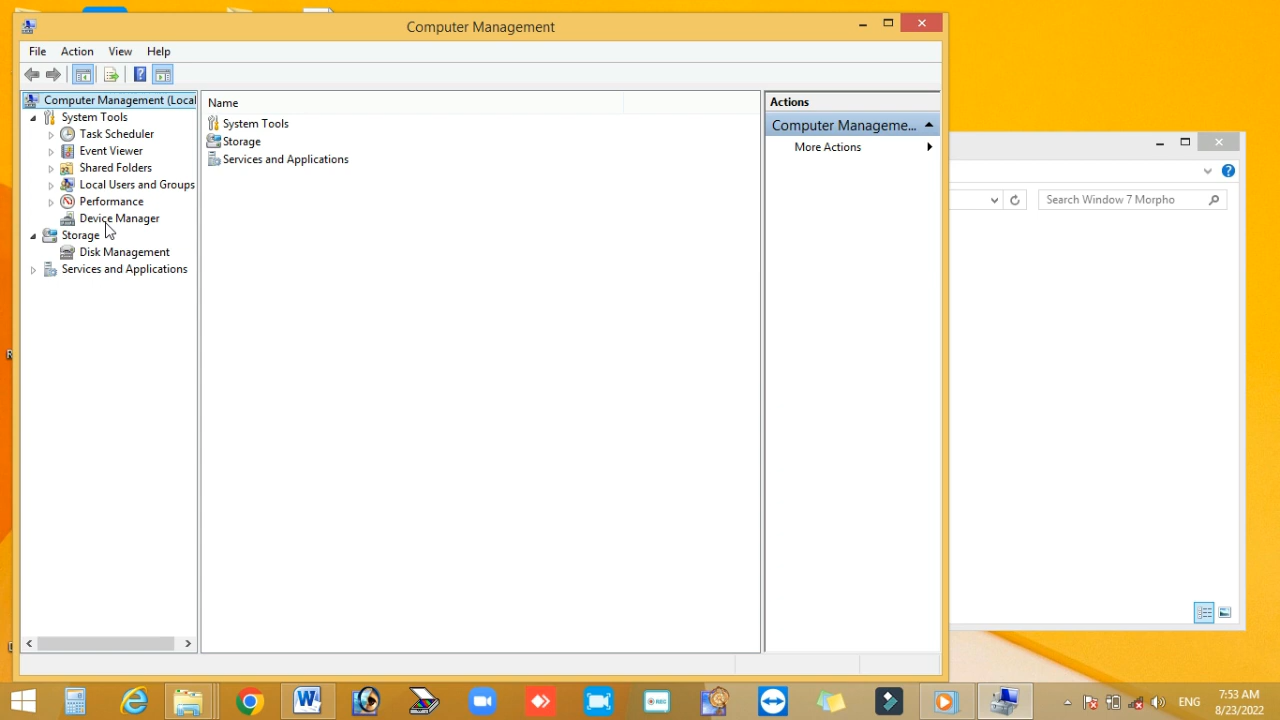 Computer Management
File Action View Help
Computer Management (Local
System Tools
Task Scheduler
Event Viewer
Shared Folders
Local Users and Groups
Performance
Device Manager
Storage
Disk Management
Services and Applications
Name
System Tools
Storage
Services and Applications
Actions
Computer Manageme...
More Actions
Search Window 7 Morpho
REC
ENG
7:53 AM
8/23/2022